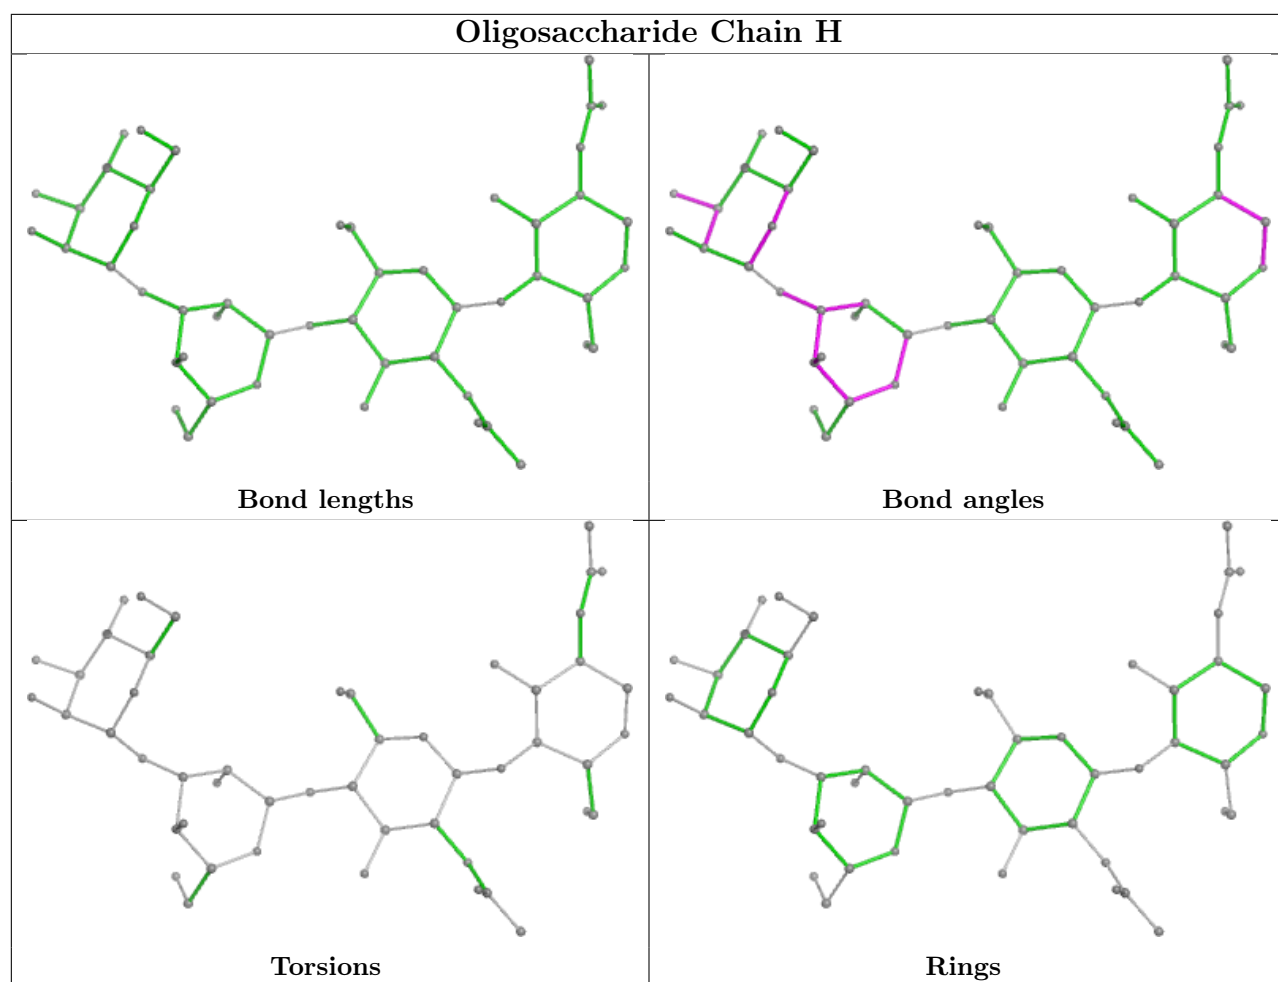 Oligosaccharide Chain H
Bond lengths
Bond angles
Torsions
Rings